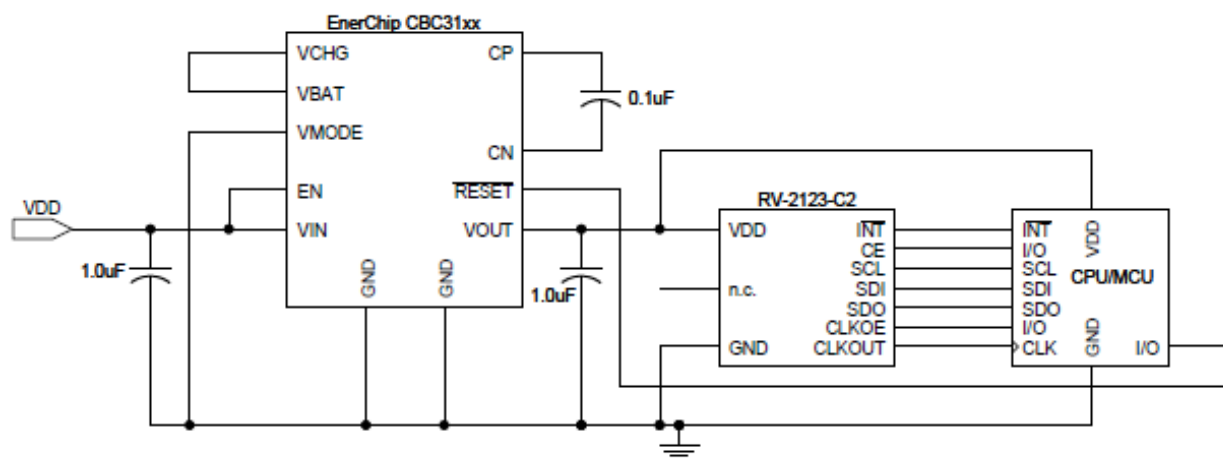 EnerChip CBC31xx
VCHG
VBAT
VMODE
EN
VIN
CP
CN
RESET
VOUT
GND
GND
VDD
1.0uF
0.1uF
1.0uF
RV-2123-C2
VDD
n.c.
GND
INT
CE
SCL
SDI
SDO
CLKOE
CLKOUT
INT
I/O
SCL
SDI
SDO
I/O
CLK
VDD
CPU/MCU
GND
I/O